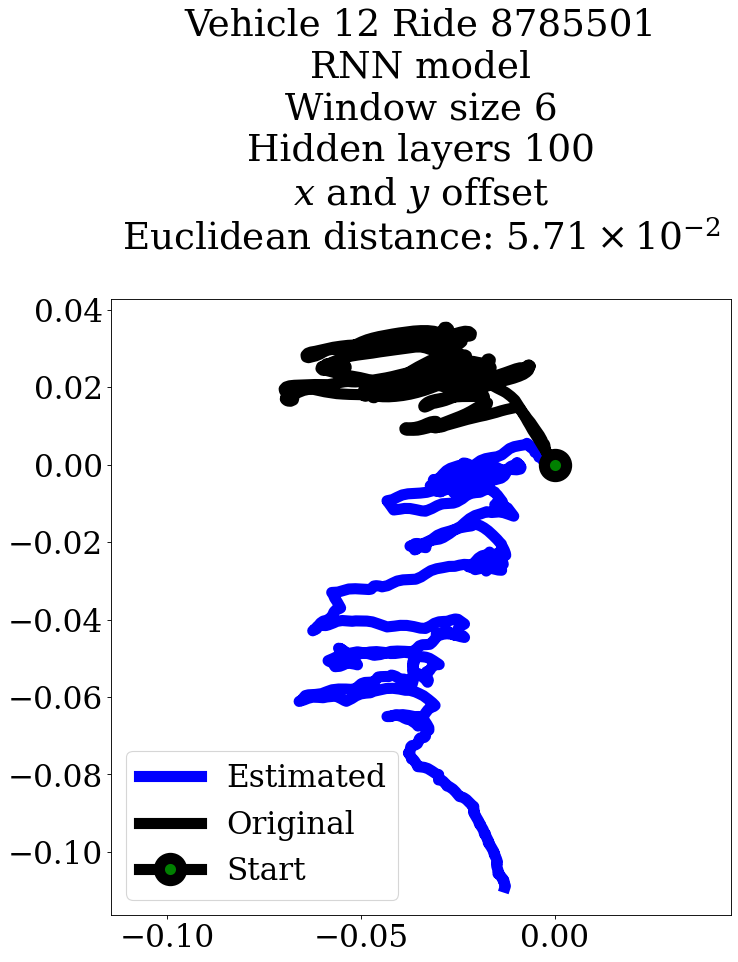 Vehicle 12 Ride 8785501
RNN model
Window size 6
Hidden layers 100
x and y offset
Euclidean distance: 5.71 × 10⁻²
0.04
0.02
0.00
−0.02
−0.04
−0.06
−0.08
−0.10
Estimated
Original
Start
−0.10 −0.05 0.00